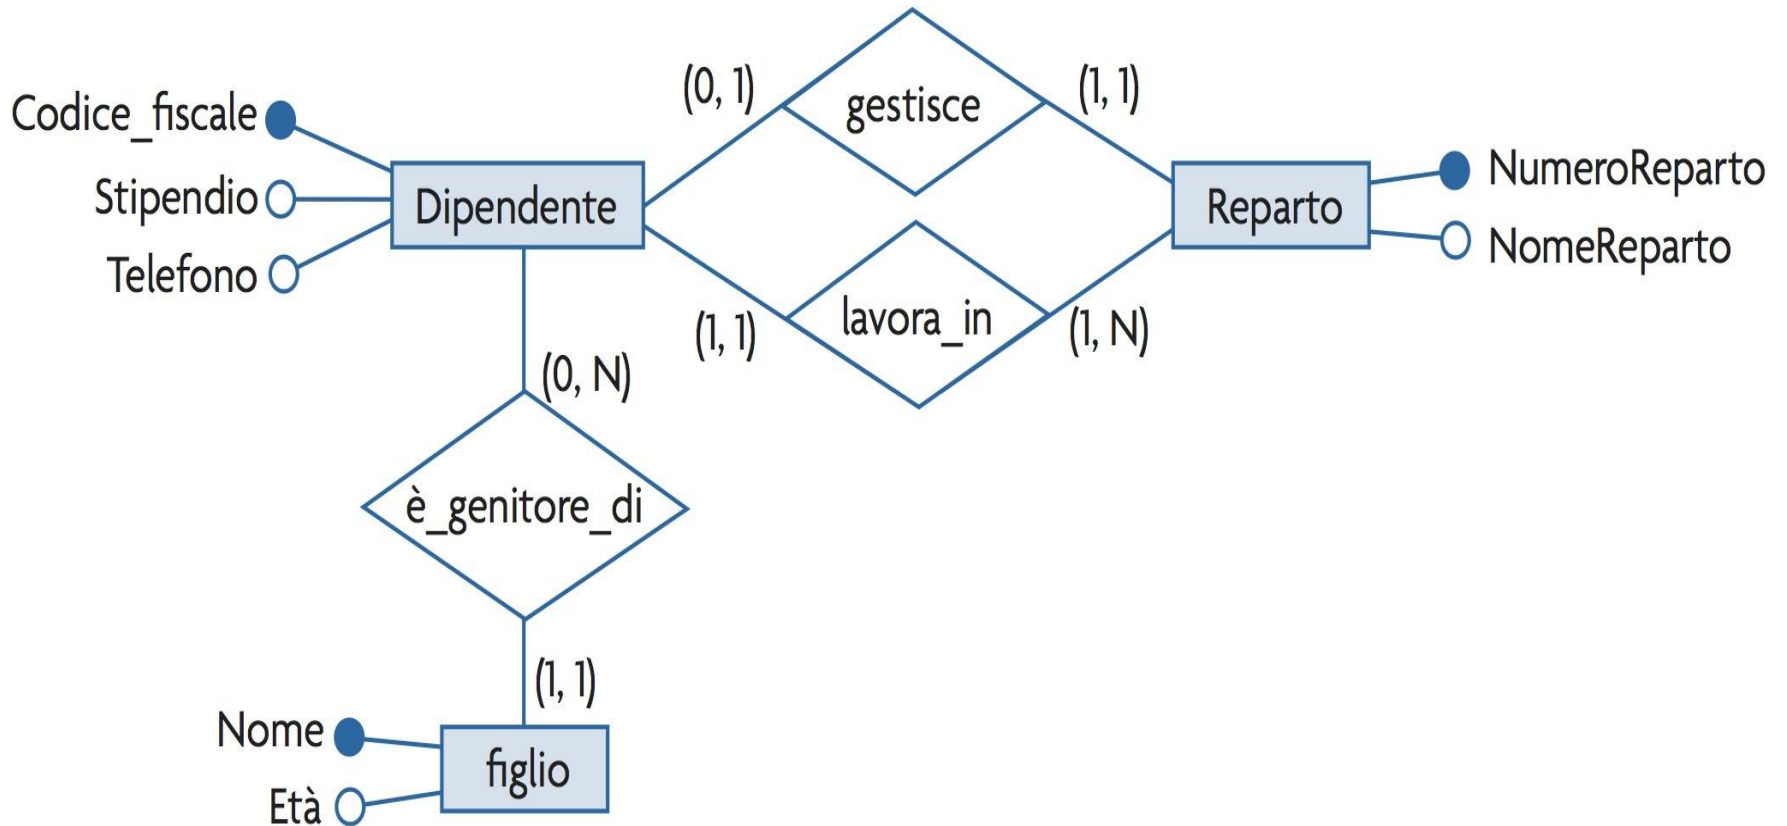 (0, 1)
(1, 1)
gestisce
Codice_fiscale
Stipendio
Telefono
Dipendente
Reparto
NumeroReparto
NomeReparto
(1, 1)
lavora_in
(1, N)
(0, N)
è_genitore_di
(1, 1)
Nome
Età
figlio